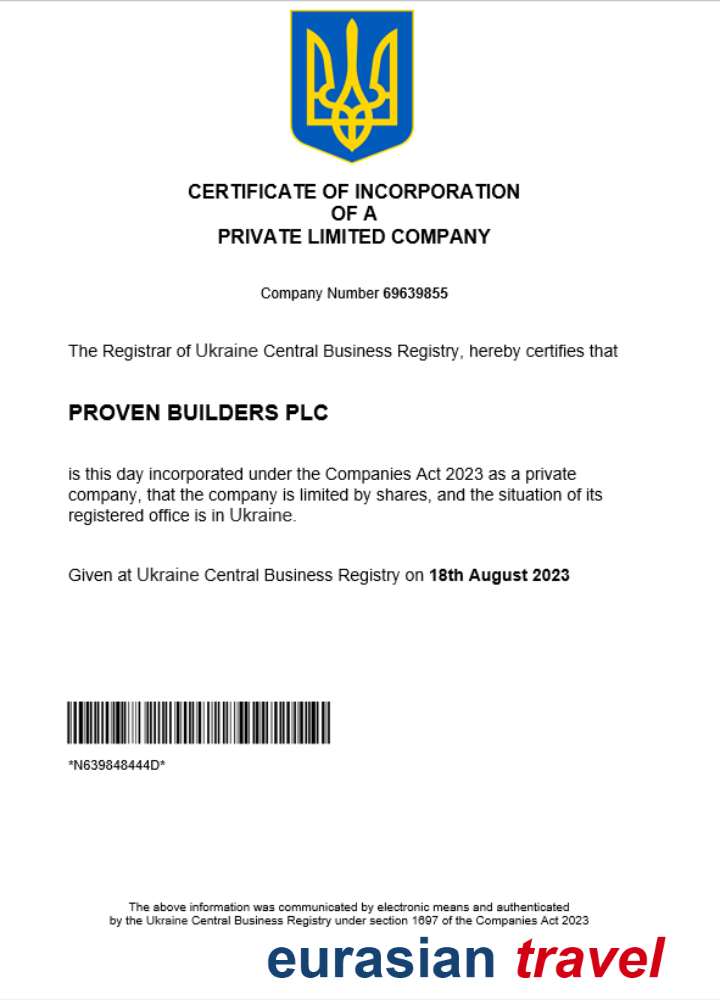 CERTIFICATE OF INCORPORATION
OF A
PRIVATE LIMITED COMPANY
Company Number 69639855
The Registrar of Ukraine Central Business Registry, hereby certifies that
PROVEN BUILDERS PLC
is this day incorporated under the Companies Act 2023 as a private
company, that the company is limited by shares, and the situation of its
registered office is in Ukraine.
Given at Ukraine Central Business Registry on 18th August 2023
*N639848444D*
The above information was communicated by electronic means and authenticated
by the Ukraine Central Business Registry under section 1697 of the Companies Act 2023
eurasian travel